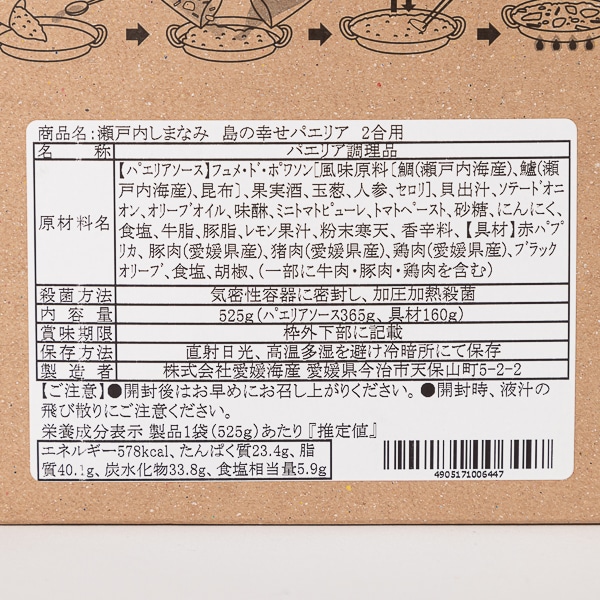 商品名:瀬戸内しまなみ 島の幸せパエリア 2合用
名称 パエリア調理品
原材料名 【パエリアソース】フュメ・ド・ポワソン[風味原料〔鯛(瀬戸内海産)、鱸(瀬
戸内海産)、昆布〕、果実酒、玉葱、人参、セロリ]、貝出汁、ソテードオニ
オン、オリーブオイル、味醂、ミニトマトピューレ、トマトペースト、砂糖、にんにく、
食塩、牛脂、豚脂、レモン果汁、粉末寒天、香辛料、【具材】赤パプ
リカ、豚肉(愛媛県産)、猪肉(愛媛県産)、鶏肉(愛媛県産)、ブラック
オリーブ、食塩、胡椒、(一部に牛肉・豚肉・鶏肉を含む)
殺菌方法 気密性容器に密封し、加圧加熱殺菌
内容量 525g(パエリアソース365g、具材160g)
賞味期限 枠外下部に記載
保存方法 直射日光、高温多湿を避け冷暗所にて保存
製造者 株式会社愛媛海産 愛媛県今治市天保山町5-2-2
【ご注意】●開封後はお早めにお召し上がりください。●開封時、液汁の
飛び散りにご注意ください。
栄養成分表示 製品1袋(525g)あたり『推定値』
エネルギー578kcal、たんぱく質23.4g、脂
質40.1g、炭水化物33.8g、食塩相当量5.9g
4905171006447